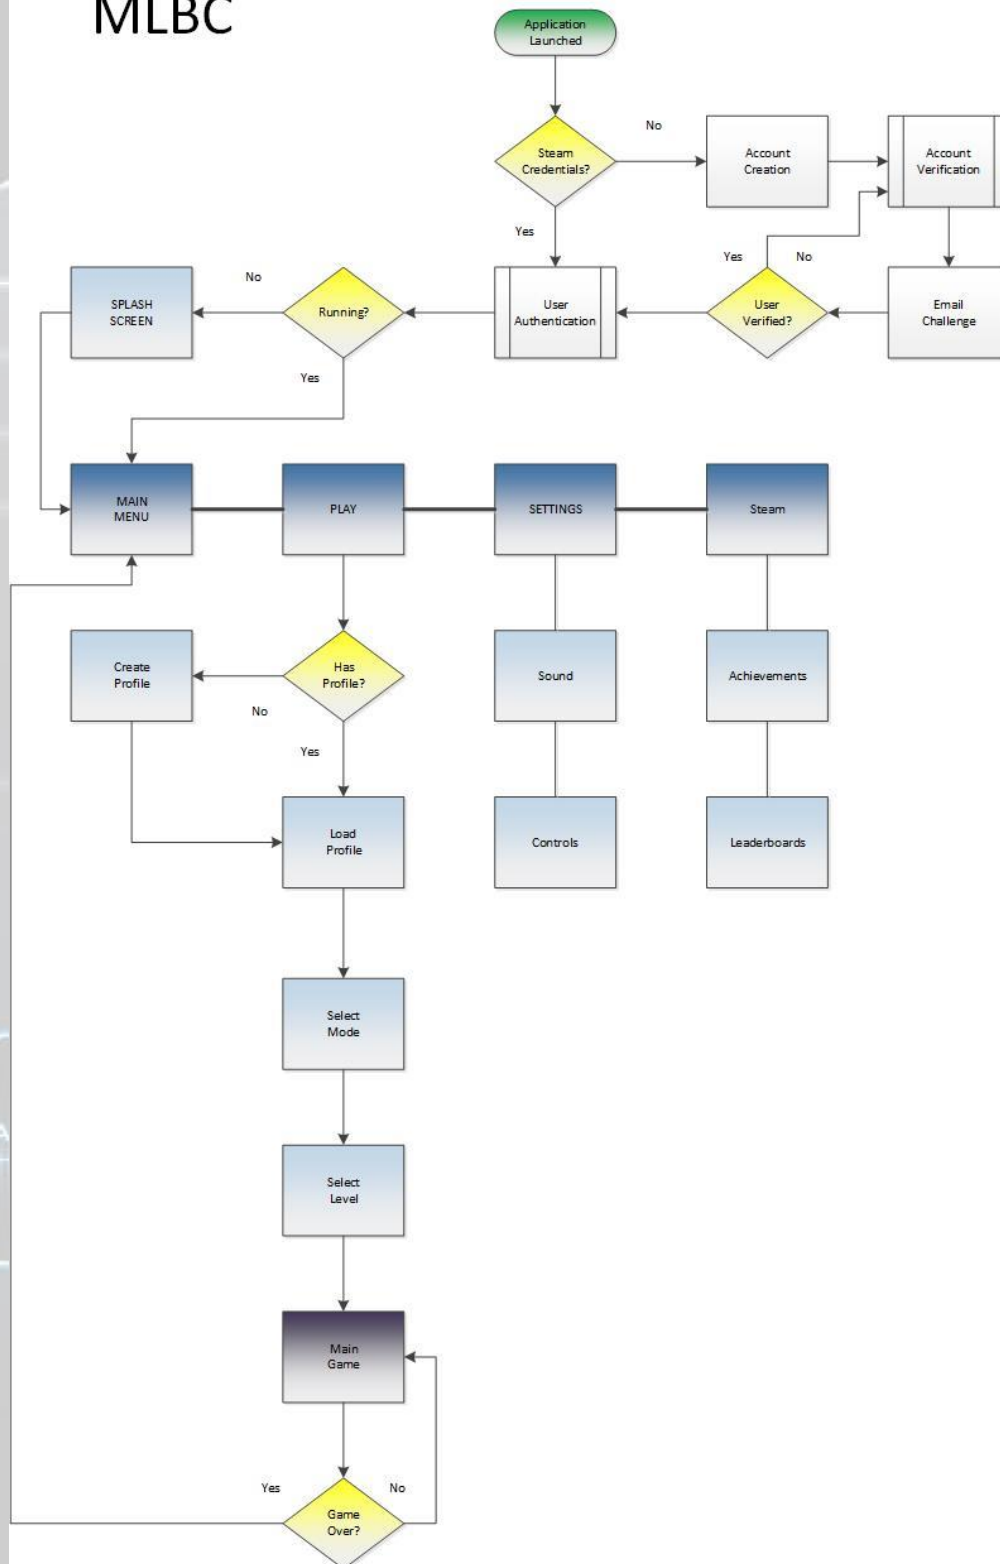 MLBC
Application
Launched
Steam
Credentials?
No
Account
Creation
Account
Verification
Yes
Yes
No
No
SPLASH
SCREEN
Running?
User
Authentication
User
Verified?
Email
Challenge
Yes
MAIN
MENU
PLAY
SETTINGS
Steam
Create
Profile
Has
Profile?
Sound
Achievements
No
Yes
Load
Profile
Controls
Leaderboards
Select
Mode
Select
Level
Main
Game
Yes
No
Game
Over?